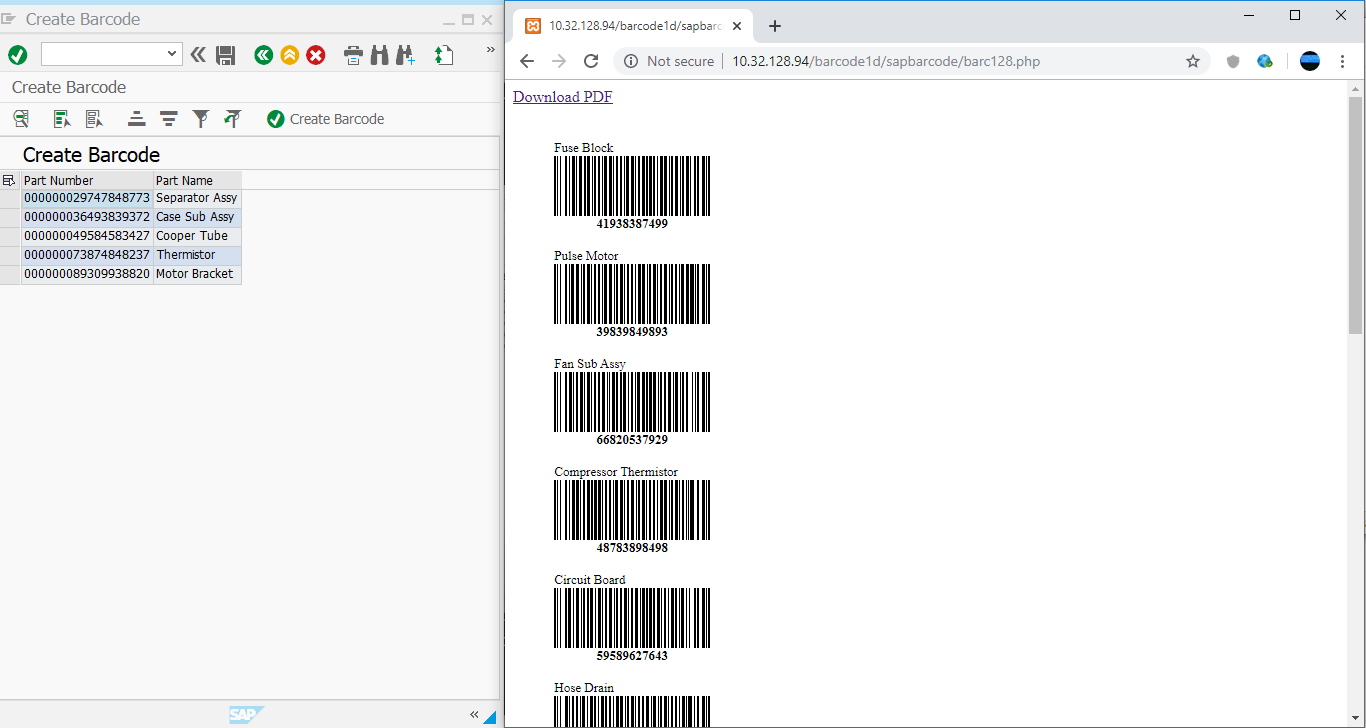 Create Barcode
Create Barcode
Create Barcode
Create Barcode
Part Number Part Name
000000029747848773 Separator Assy
000000036493839372 Case Sub Assy
000000049584583427 Cooper Tube
000000073874848237 Thermistor
000000089309938820 Motor Bracket
SAP
10.32.128.94/barcode1d/sapbarc
Not secure 10.32.128.94/barcode1d/sapbarcode/barc128.php
Download PDF
Fuse Block
41938387499
Pulse Motor
39839849893
Fan Sub Assy
66820537929
Compressor Thermistor
48783898498
Circuit Board
59589627643
Hose Drain